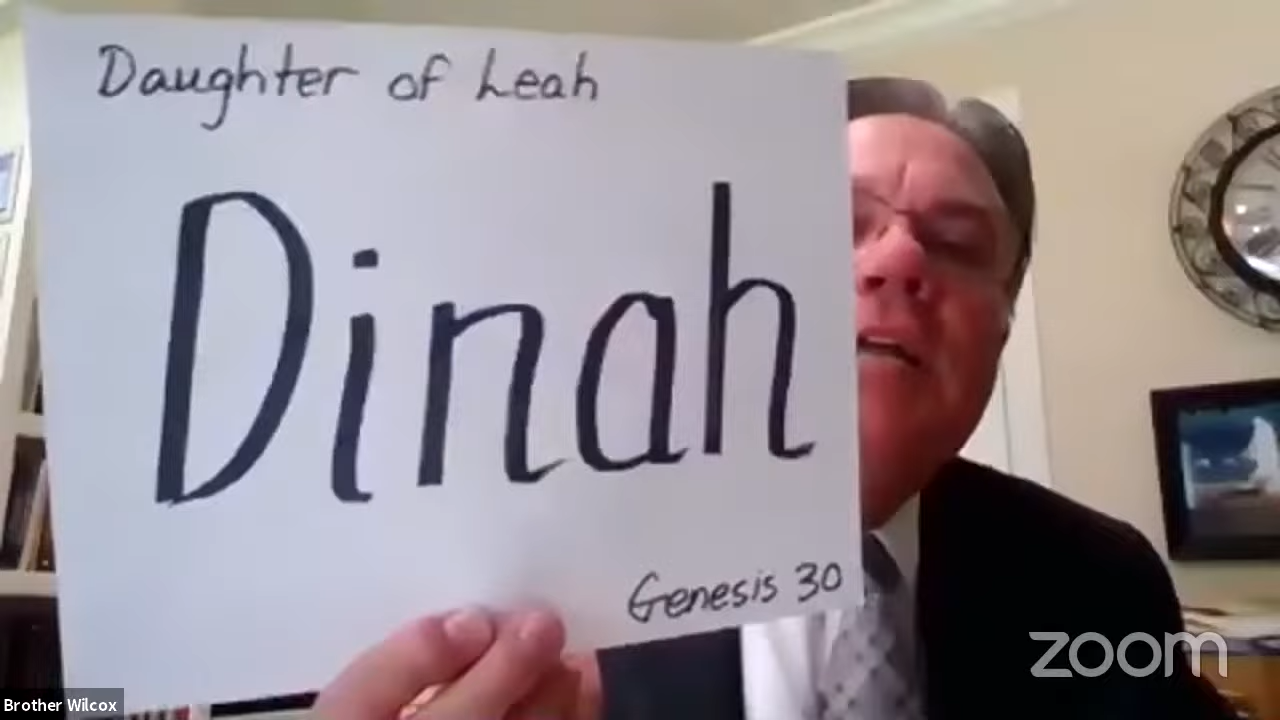 Daughter of Leah
Dinah
Genesis 30
zoom
Brother Wilcox